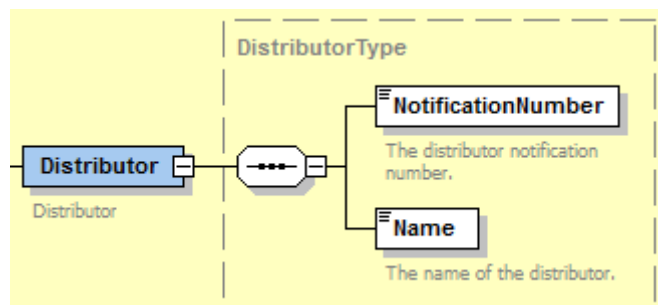 DistributorType
NotificationNumber
The distributor notification
number.
Distributor
Distributor
Name
The name of the distributor.